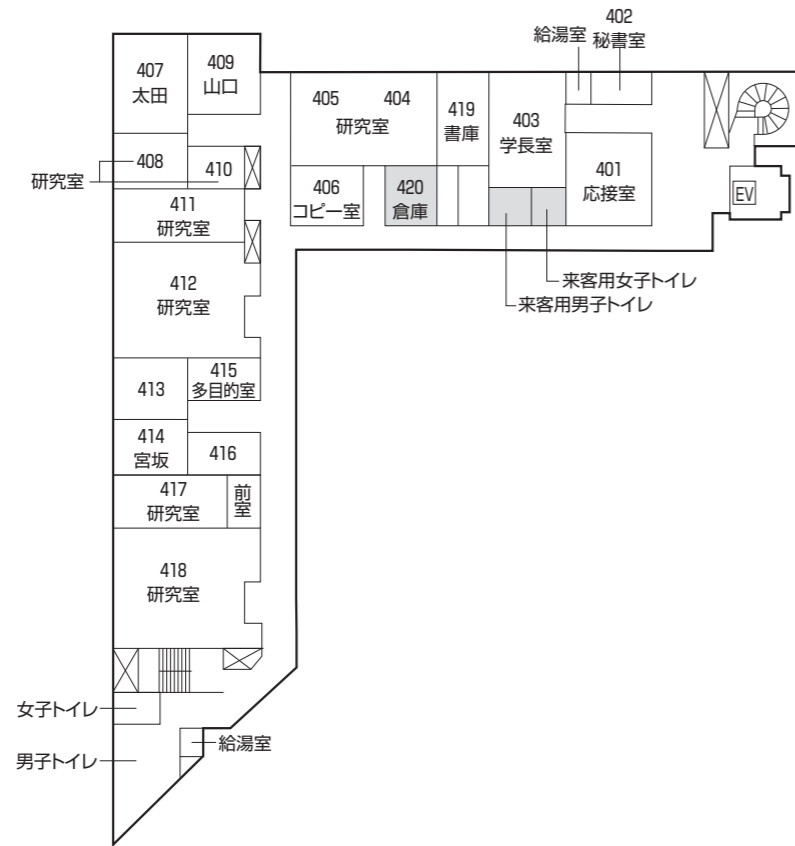 402
給湯室 秘書室
407
太田
409
山口
405 404
研究室
419
書庫
403
学長室
401
応接室
408
410
研究室
406
コピー室
420
倉庫
EV
411
研究室
来客用女子トイレ
来客用男子トイレ
412
研究室
413
415
多目的室
414
宮坂
416
417
研究室
前室
418
研究室
女子トイレ
男子トイレ
給湯室